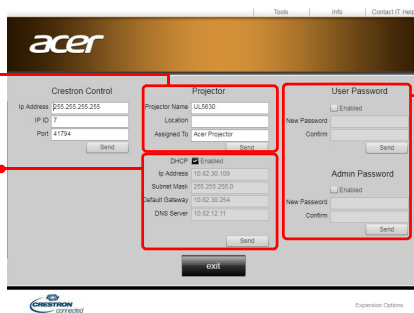 Tools Info Contact IT Help
acer
Crestron Control
Ip Address 255.255.255.255
IP ID 7
Port 41794
Send
Projector
Projector Name UL5630
Location
Assigned To Acer Projector
Send
DHCP Enabled
Ip Address 10.82.30.109
Subnet Mask 255.255.255.0
Default Gateway 10.82.30.254
DNS Server 10.82.12.11
Send
User Password
Enabled
New Password
Confirm
Send
Admin Password
Enabled
New Password
Confirm
Send
exit
CRESTRON
connected
Expansion Options